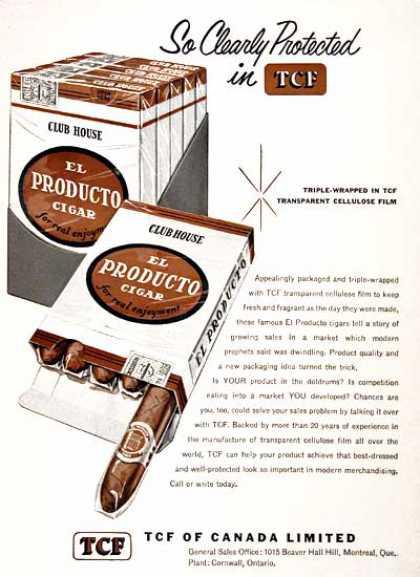 So Clearly Protected
in TCF
CLUB HOUSE
EL
PRODUCTO
CIGAR
for real enjoyment
CLUB HOUSE
EL
PRODUCTO
CIGAR
for real enjoyment
EL PRODUCTO
TRIPLE-WRAPPED IN TCF
TRANSPARENT CELLULOSE FILM
Appealingly packaged and triple-wrapped
with TCF transparent cellulose film to keep
fresh and fragrant as the day they were made,
these famous El Producto cigars tell a story of
growing sales in a market which modern
prophets said was dwindling. Product quality and
a new packaging idea turned the trick.
Is YOUR product in the doldrums? Is competition
eating into a market YOU developed? Chances are
you, too, could solve your sales problem by talking it over
with TCF. Backed by more than 20 years of experience in
the manufacture of transparent cellulose film all over the
world, TCF can help your product achieve that best-dressed
and well-protected look so important in modern merchandising.
Call or write today.
TCF
TCF OF CANADA LIMITED
General Sales Office: 1015 Beaver Hall Hill, Montreal, Que.
Plant: Cornwall, Ontario.